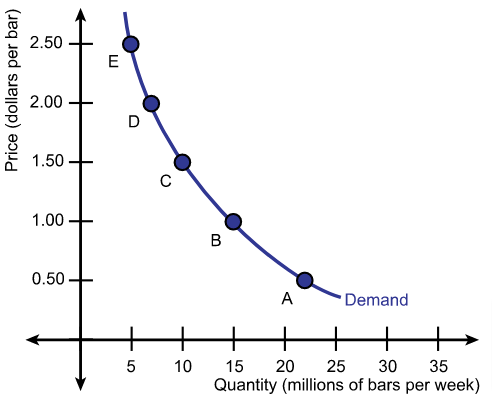 Price (dollars per bar)
2.50
E
2.00
D
1.50
C
1.00
B
0.50
A
Demand
5 10 15 20 25 30 35
Quantity (millions of bars per week)